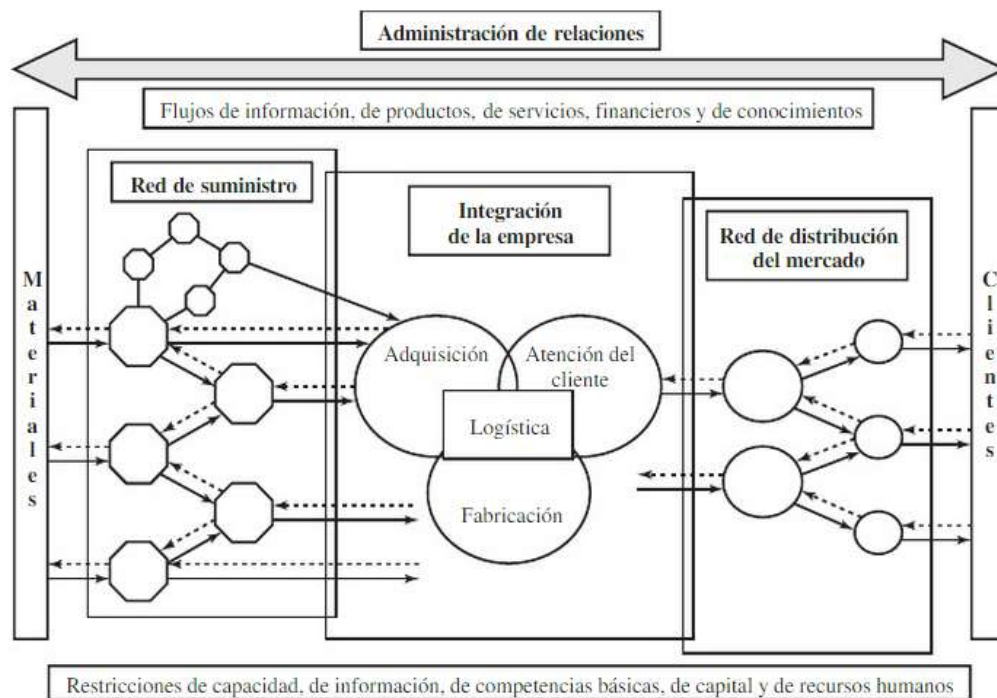 Administración de relaciones
Flujos de información, de productos, de servicios, financieros y de conocimientos
Red de suministro
Integración
de la empresa
Red de distribución
del mercado
Materiales
Adquisición
Atención del
cliente
Logística
Fabricación
Clientes
Restricciones de capacidad, de información, de competencias básicas, de capital y de recursos humanos